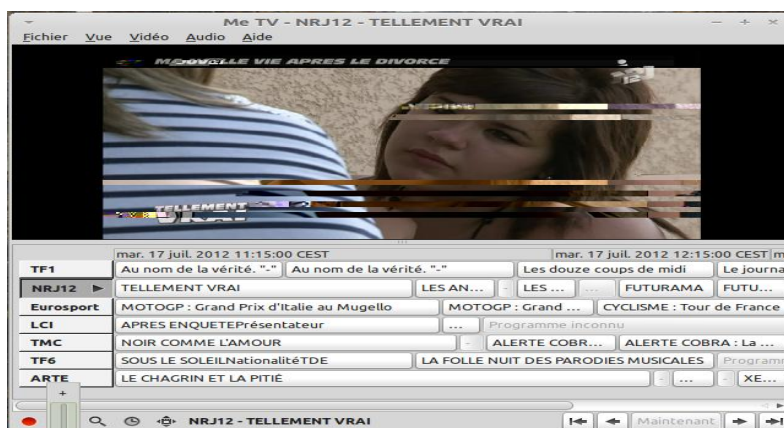 Me TV - NRJ12 - TELLEMENT VRAI
Fichier Vue Vidéo Audio Aide
VIE APRES LE DIVORCE
12
TELLEMENT
VRAI
mar. 17 juil. 2012 11:15:00 CEST mar. 17 juil. 2012 12:15:00 CEST m
TF1 Au nom de la vérité. "-" Au nom de la vérité. "-" Les douze coups de midi Le journa
NRJ12 TELLEMENT VRAI LES AN... - LES ... ... FUTURAMA FUTU...
Eurosport MOTOGP : Grand Prix d'Italie au Mugello MOTOGP : Grand ... CYCLISME : Tour de France
LCI APRES ENQUETEPrésentateur ... Programme inconnu
TMC NOIR COMME L'AMOUR - ALERTE COBR... ALERTE COBRA : La ...
TF6 SOUS LE SOLEILNationalitéTDE LA FOLLE NUIT DES PARODIES MUSICALES Programm
ARTE LE CHAGRIN ET LA PITIÉ - ... - XE...
+
NRJ12 - TELLEMENT VRAI Maintenant